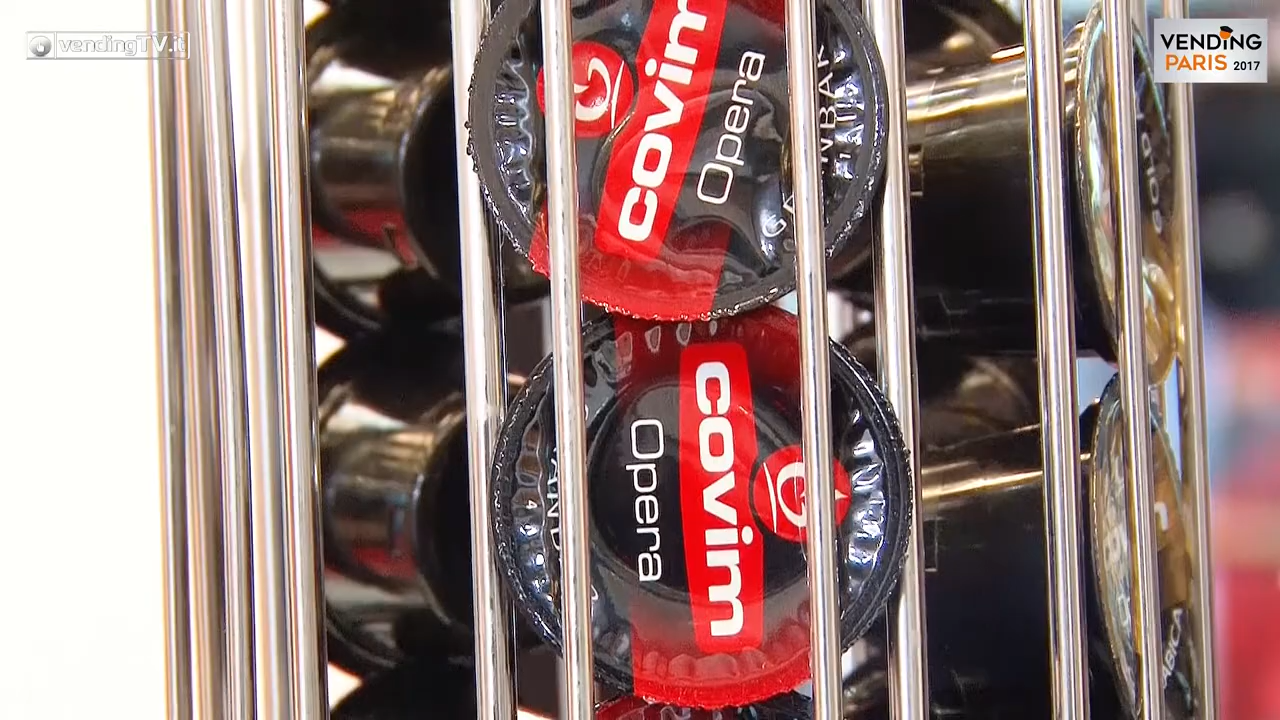 vendingTV.it
VENDING
PARIS 2017
covim
Opera
covim
Opera